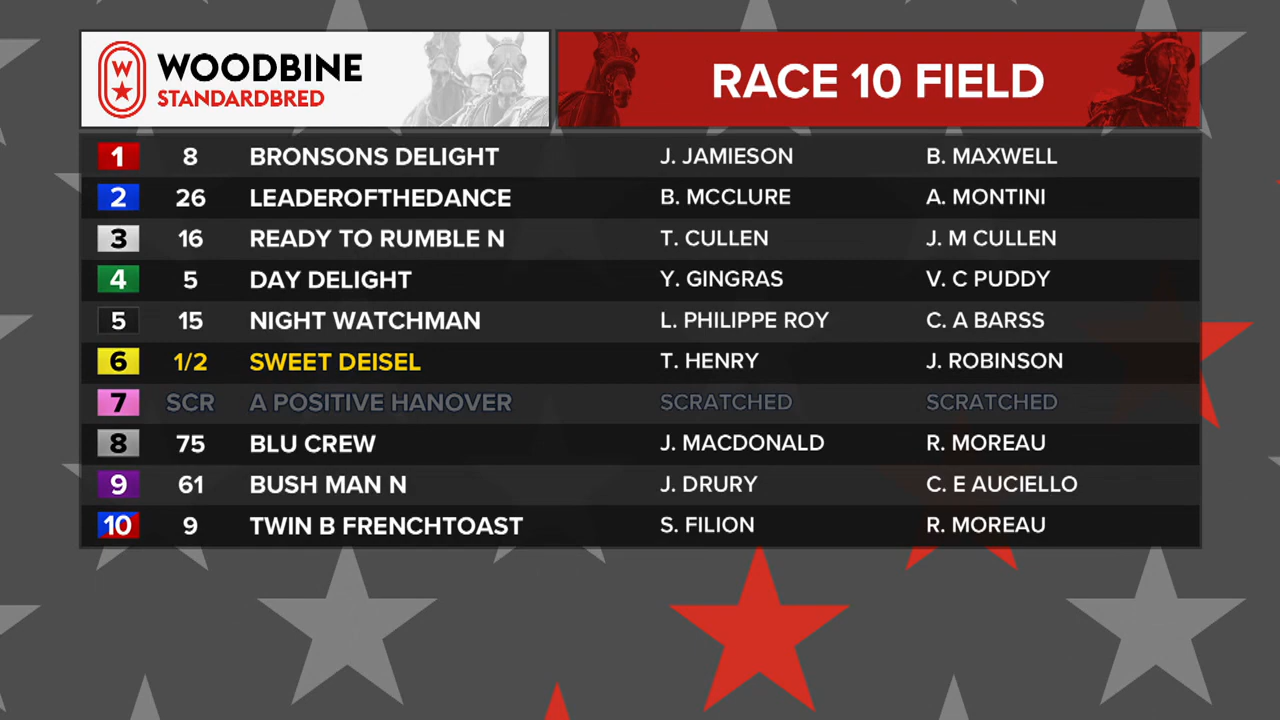 W
WOODBINE
STANDARDBRED
RACE 10 FIELD
1 8 BRONSONS DELIGHT J. JAMIESON B. MAXWELL
2 26 LEADEROFTHEDANCE B. MCCLURE A. MONTINI
3 16 READY TO RUMBLE N T. CULLEN J. M CULLEN
4 5 DAY DELIGHT Y. GINGRAS V. C PUDDY
5 15 NIGHT WATCHMAN L. PHILIPPE ROY C. A BARSS
6 1/2 SWEET DEISEL T. HENRY J. ROBINSON
7 SCR A POSITIVE HANOVER SCRATCHED SCRATCHED
8 75 BLU CREW J. MACDONALD R. MOREAU
9 61 BUSH MAN N J. DRURY C. E AUCIELLO
10 9 TWIN B FRENCHTOAST S. FILION R. MOREAU